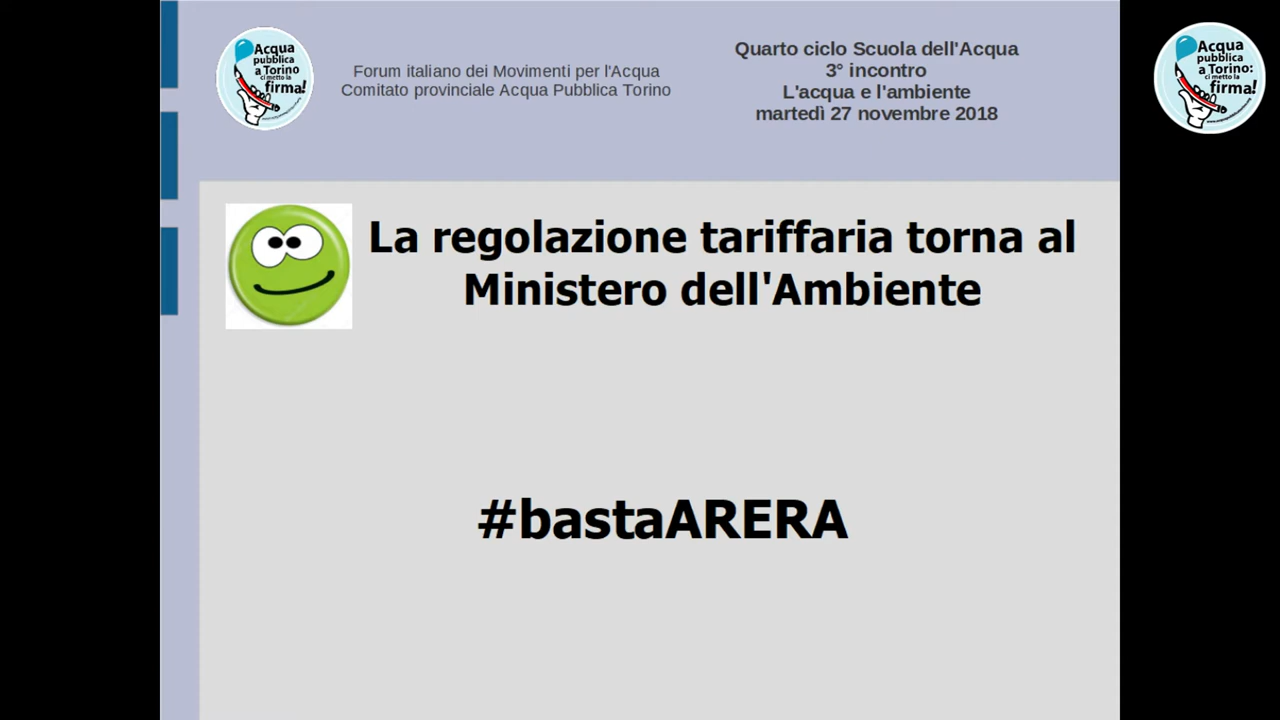 Acqua
pubblica
a Torino
ci metto la
firma!
Forum italiano dei Movimenti per l'Acqua
Comitato provinciale Acqua Pubblica Torino
Quarto ciclo Scuola dell'Acqua
3° incontro
L'acqua e l'ambiente
martedì 27 novembre 2018
Acqua
pubblica
a Torino:
ci metto la
firma!
La regolazione tariffaria torna al
Ministero dell'Ambiente
#bastaARERA